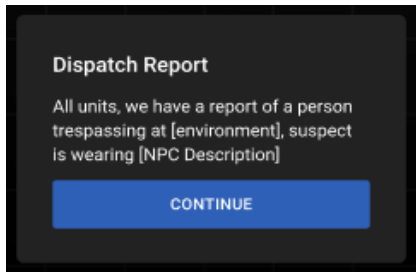 Dispatch Report
All units, we have a report of a person
trespassing at [environment], suspect
is wearing [NPC Description]
CONTINUE